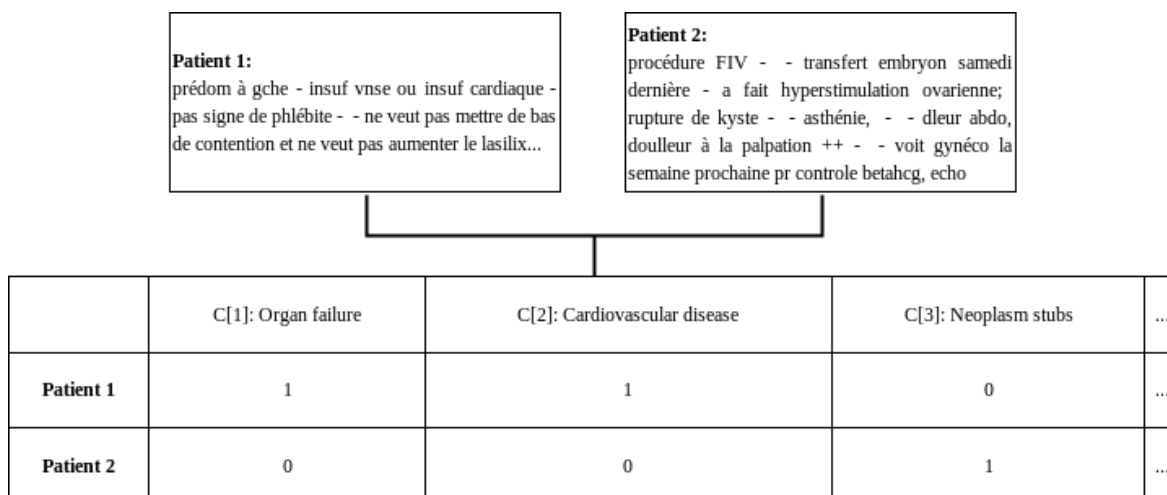 Patient 1:
prédom à gche - insuf vnse ou insuf cardiaque -
pas signe de phlébite - - ne veut pas mettre de bas
de contention et ne veut pas aumenter le lasilix...
Patient 2:
procédure FIV - - transfert embryon samedi
dernière - a fait hyperstimulation ovarienne;
rupture de kyste - - asthénie, - - dleur abdo,
doulleur à la palpation ++ - - voit gynéco la
semaine prochaine pr controle betahcg, echo
C[1]: Organ failure C[2]: Cardiovascular disease C[3]: Neoplasm stubs ...
Patient 1 1 1 0 ...
Patient 2 0 0 1 ...